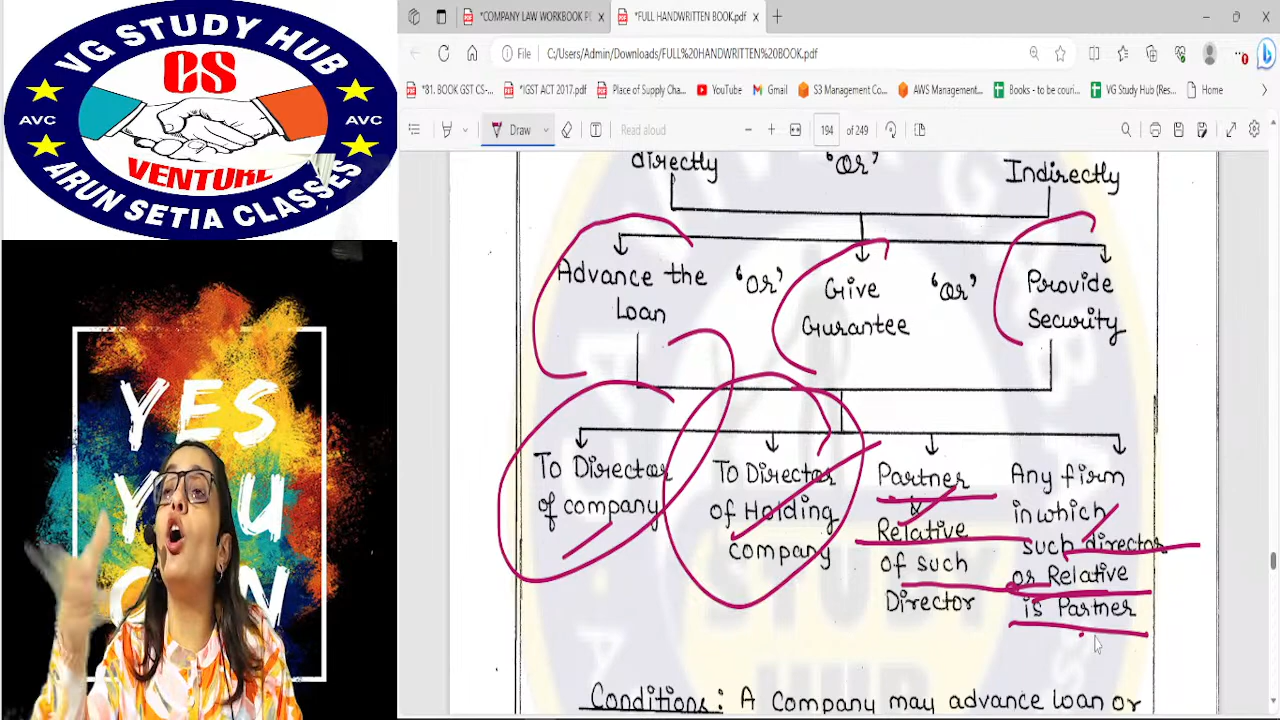 VG STUDY HUB
CS
AVC
AVC
VENTURE
ARUN SETIA CLASSES
YES
YOU
CAN
*COMPANY LAW WORKBOOK P
*FULL HANDWRITTEN BOOK.pdf
File
C:/Users/Admin/Downloads/FULL%20HANDWRITTEN%20BOOK.pdf
*81. BOOK GST CS-...
*IGST ACT 2017.pdf
Place of Supply Cha...
YouTube
Gmail
S3 Management Co...
AWS Management...
Books - to be couri...
VG Study Hub (Res...
Home
Draw
Read aloud
194 of 249
directly
'Or'
Indirectly
Advance the
Loan
'Or'
Give
Gurantee
'Or'
Provide
Security
To Director
of company
To Director
of Holding
company
Partner
&
Relative
of such
Director
Any firm
in which
such director
or Relative
is Partner
Conditions: A Company may advance loan or